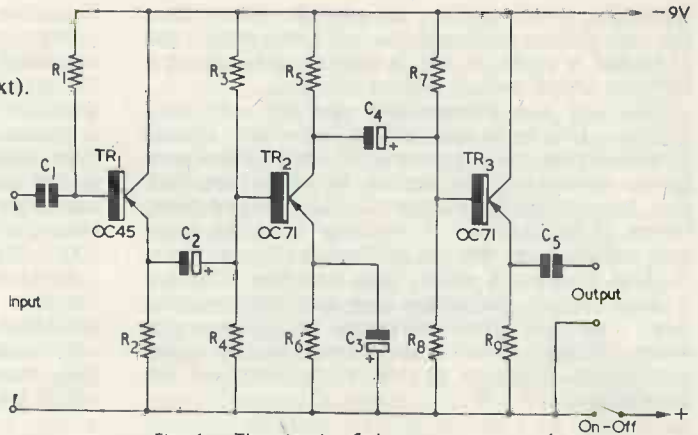 −9V
R1 R3 R5 R7
xt).
C4
+
C1 TR1 TR2 TR3
OC45 OC71 OC71
C2 C5
+
Input Output
R2 R4 R6 C3 R8 R9
+
On-Off +